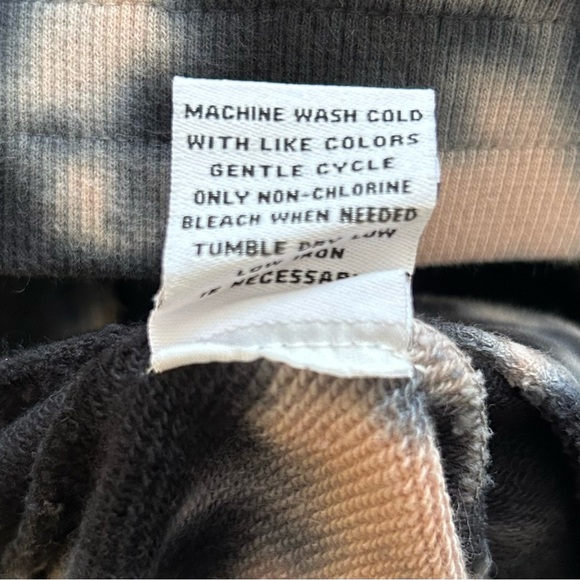 MACHINE WASH COLD
WITH LIKE COLORS
GENTLE CYCLE
ONLY NON-CHLORINE
BLEACH WHEN NEEDED
TUMBLE DRY LOW
LOW IRON
IF NECESSAR